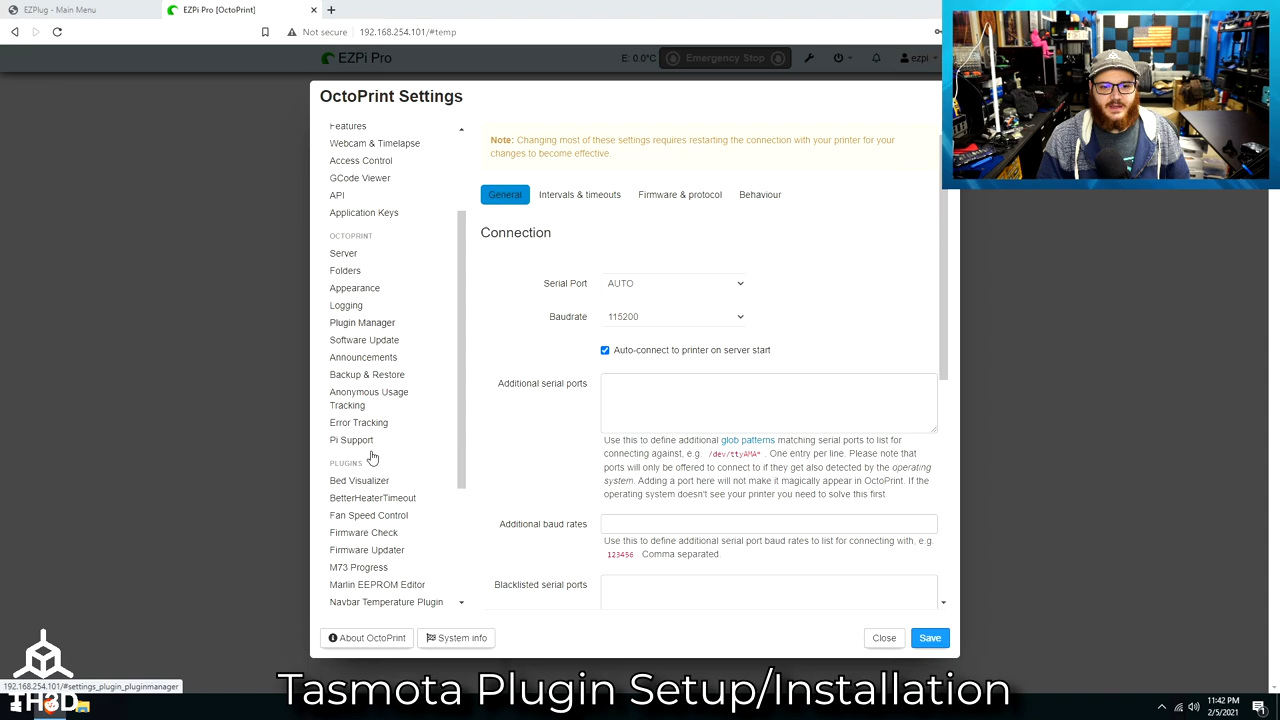 EZPlug - Main Menu
EZPi Pro [OctoPrint]
Not secure
192.168.254.101/#temp
EZPi Pro
E: 0.0°C
Emergency Stop
ezpi
OctoPrint Settings
Features
Webcam & Timelapse
Access Control
GCode Viewer
API
Application Keys
OCTOPRINT
Server
Folders
Appearance
Logging
Plugin Manager
Software Update
Announcements
Backup & Restore
Anonymous Usage
Tracking
Error Tracking
Pi Support
PLUGINS
Bed Visualizer
BetterHeaterTimeout
Fan Speed Control
Firmware Check
Firmware Updater
M73 Progress
Marlin EEPROM Editor
Navbar Temperature Plugin
Note: Changing most of these settings requires restarting the connection with your printer for your
changes to become effective.
General
Intervals & timeouts
Firmware & protocol
Behaviour
Connection
Serial Port
AUTO
Baudrate
115200
Auto-connect to printer on server start
Additional serial ports
Use this to define additional glob patterns matching serial ports to list for
connecting against, e.g. /dev/ttyAMA* . One entry per line. Please note that
ports will only be offered to connect to if they get also detected by the operating
system. Adding a port here will not make it magically appear in OctoPrint. If the
operating system doesn't see your printer you need to solve this first.
Additional baud rates
Use this to define additional serial port baud rates to list for connecting with, e.g.
123456 . Comma separated.
Blacklisted serial ports
About OctoPrint
System info
Close
Save
192.168.254.101/#settings_plugin_pluginmanager
TH3D
Tasmota Plugin Setup/Installation
11:42 PM
2/5/2021